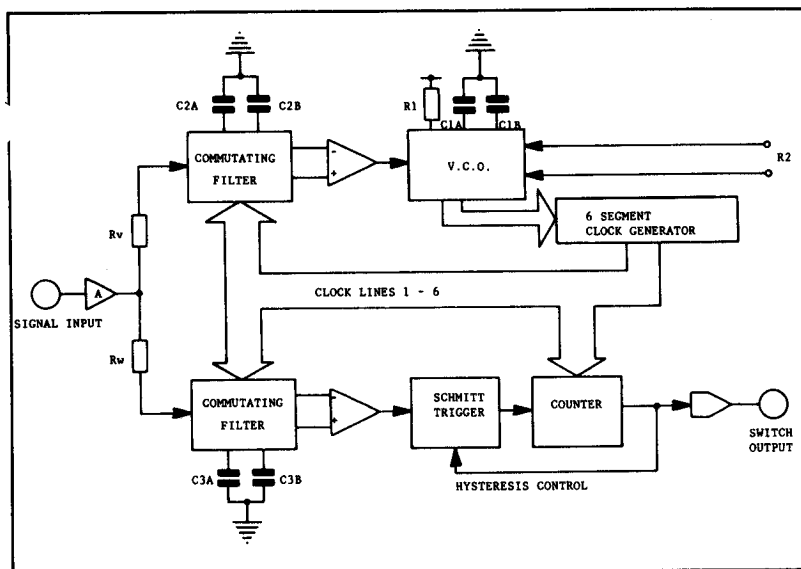 C2A
C2B
R1
C1A
C1B
COMMUTATING
FILTER
-
+
V.C.O.
R2
6 SEGMENT
CLOCK GENERATOR
Rv
A
SIGNAL INPUT
CLOCK LINES 1 - 6
Rw
COMMUTATING
FILTER
-
+
SCHMITT
TRIGGER
COUNTER
SWITCH
OUTPUT
C3A
C3B
HYSTERESIS CONTROL